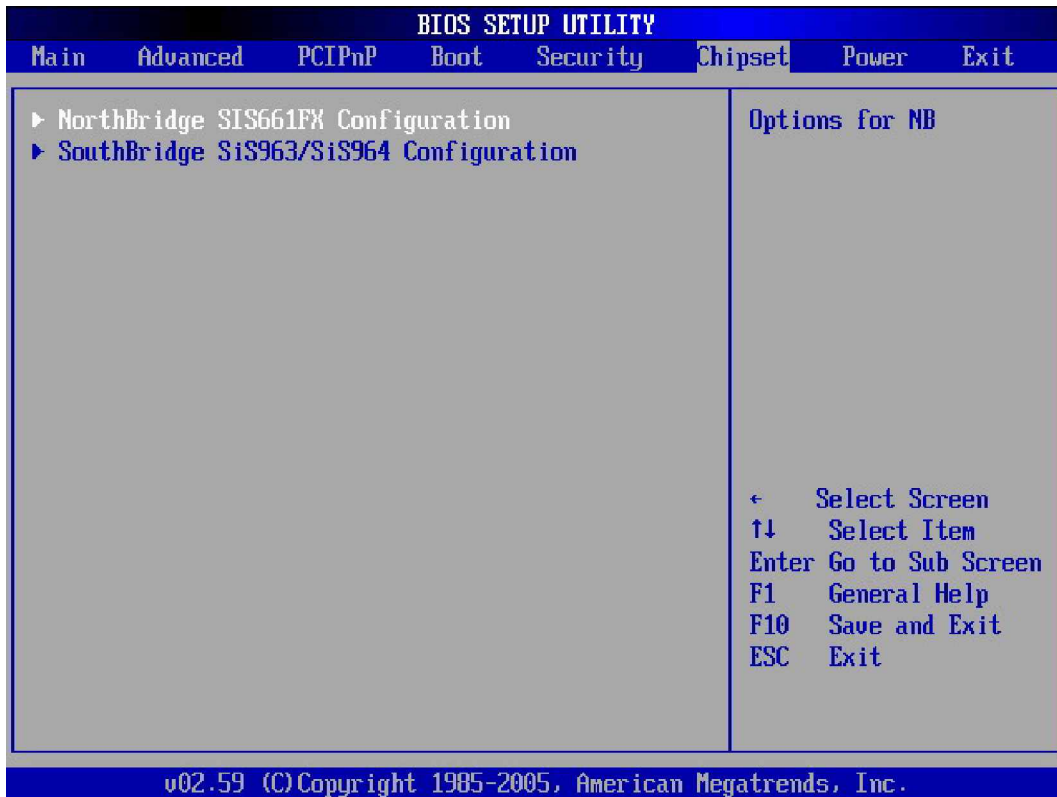 BIOS SETUP UTILITY
Main Advanced PCIPnP Boot Security Chipset Power Exit
NorthBridge SIS661FX Configuration
SouthBridge SiS963/SiS964 Configuration
Options for NB
← Select Screen
↑↓ Select Item
Enter Go to Sub Screen
F1 General Help
F10 Save and Exit
ESC Exit
v02.59 (C)Copyright 1985-2005, American Megatrends, Inc.